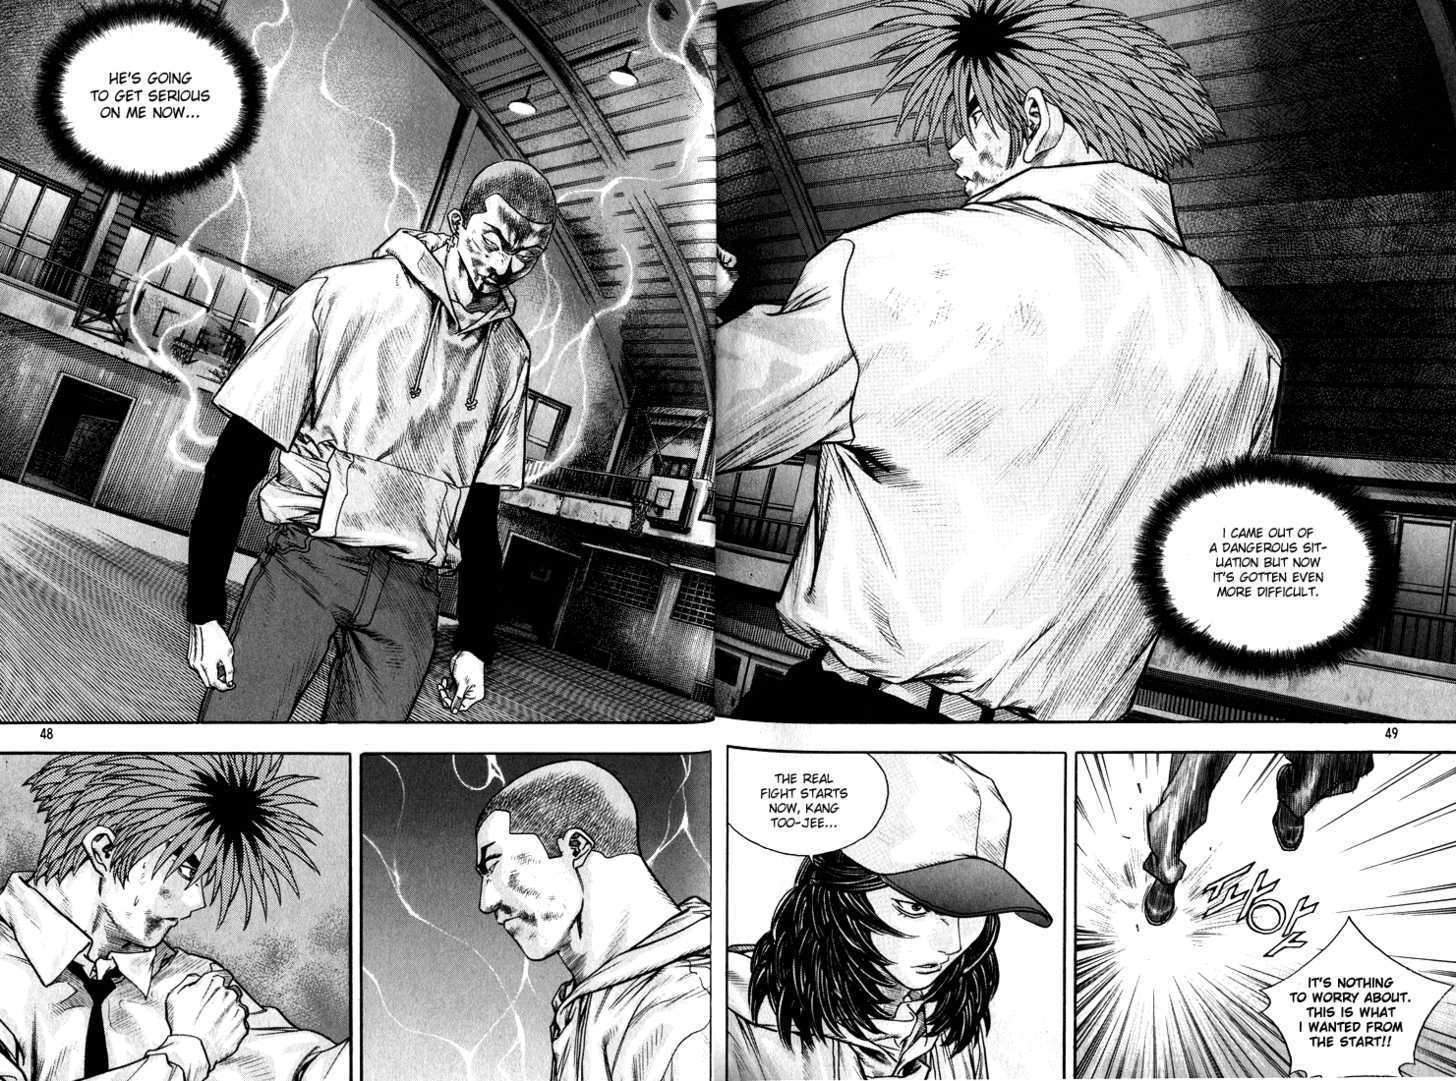 HE'S GOING
TO GET SERIOUS
ON ME NOW...
I CAME OUT OF
A DANGEROUS SIT-
UATION BUT NOW
IT'S GOTTEN EVEN
MORE DIFFICULT.
48
49
THE REAL
FIGHT STARTS
NOW, KANG
TOO-JEE...
IT'S NOTHING
TO WORRY ABOUT.
THIS IS WHAT
I WANTED FROM
THE START!!